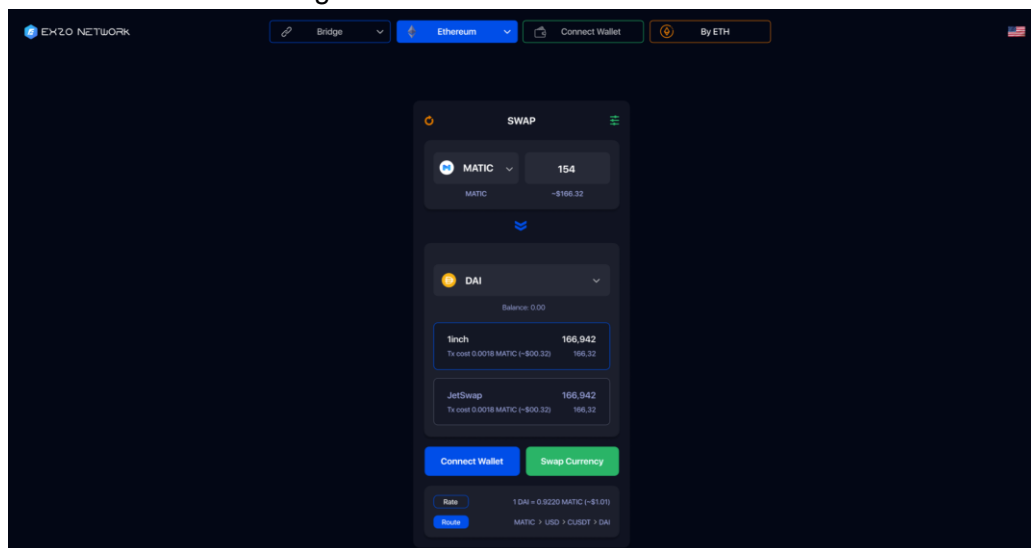 EXZO NETWORK
Bridge
Ethereum
Connect Wallet
By ETH
SWAP
MATIC
154
MATIC
~$166.32
DAI
Balance: 0.00
1inch
166,942
Tx cost 0.0018 MATIC (~$00.32)
166,32
JetSwap
166,942
Tx cost 0.0018 MATIC (~$00.32)
166,32
Connect Wallet
Swap Currency
Rate
1 DAI = 0.9220 MATIC (~$1.01)
Route
MATIC > USD > CUSDT > DAI